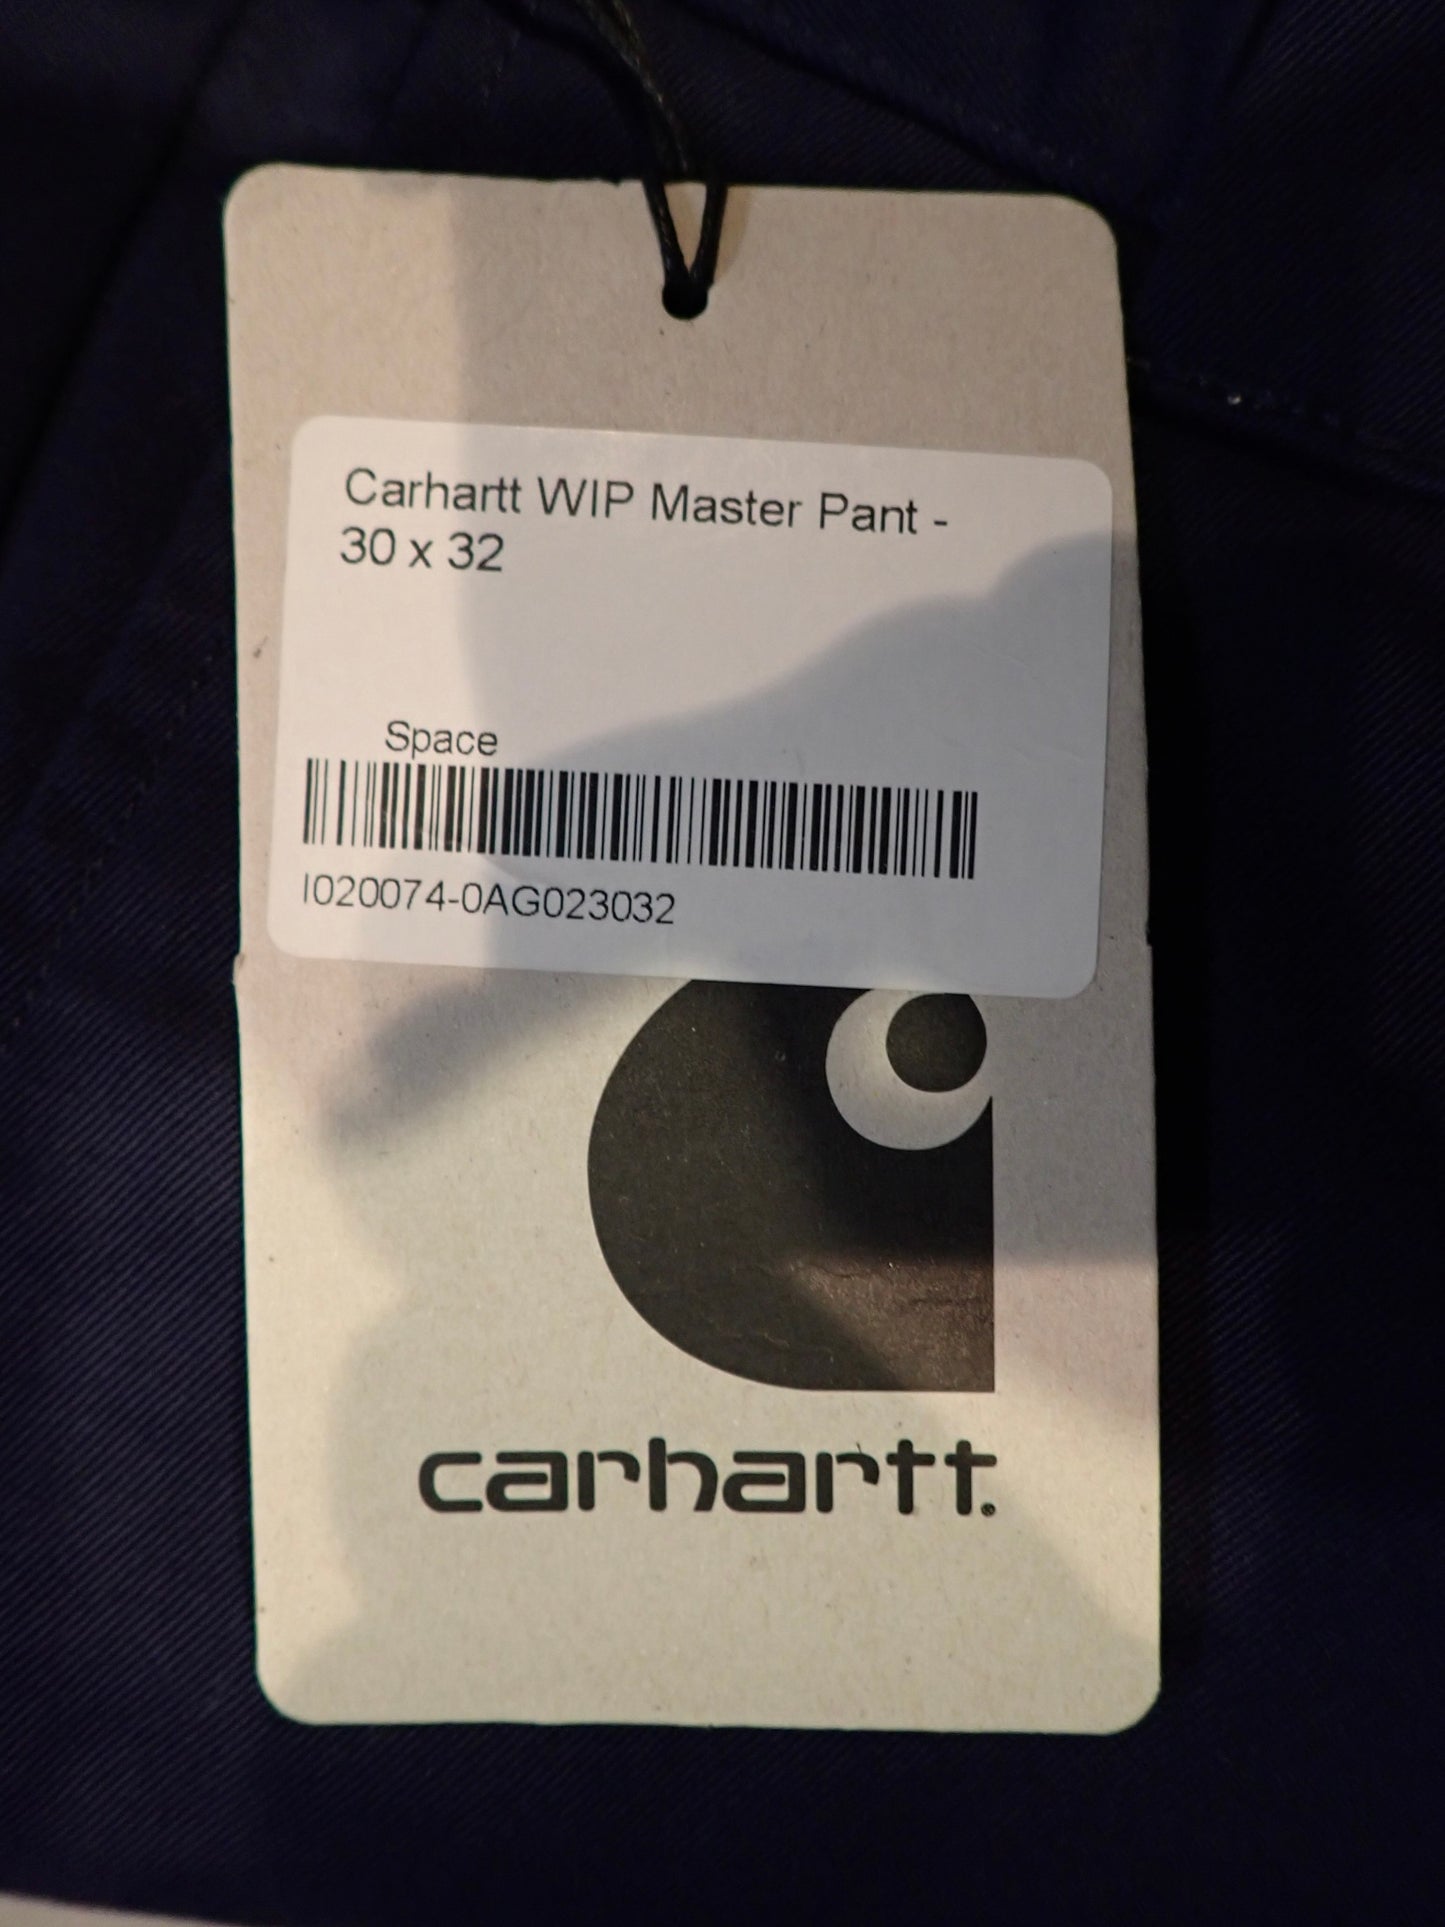 Carhartt WIP Master Pant -
30 x 32
Space
I020074-0AG023032
carhartt®